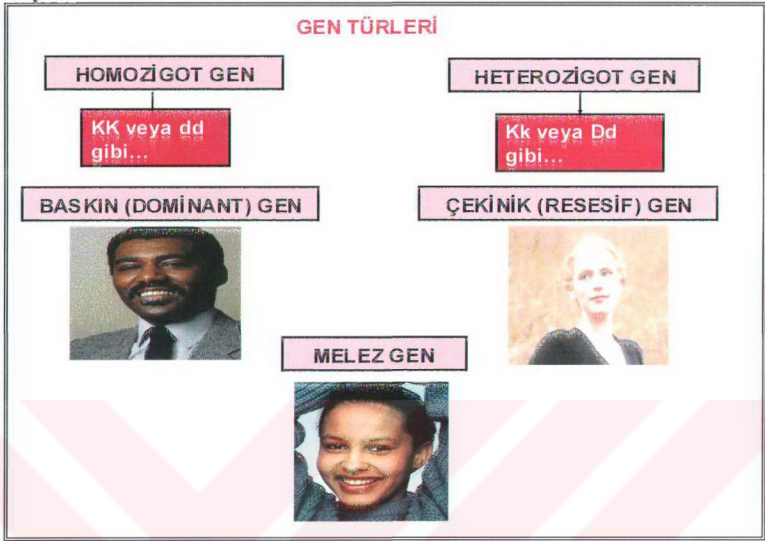 GEN TÜRLERİ
HOMOZİGOT GEN
HETEROZİGOT GEN
KK veya dd
gibi...
Kk veya Dd
gibi...
BASKIN (DOMİNANT) GEN
ÇEKİNİK (RESESİF) GEN
MELEZ GEN